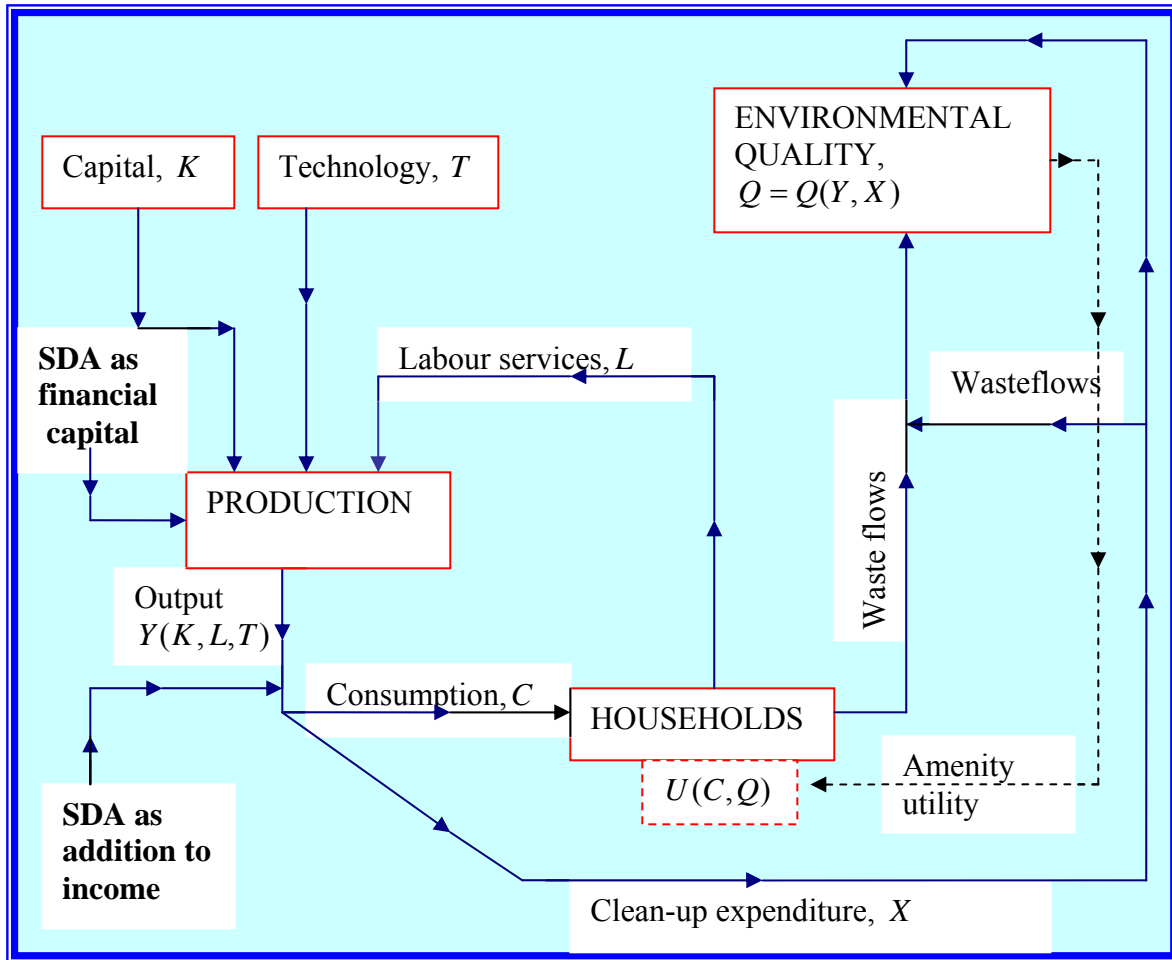 ENVIRONMENTAL
QUALITY,
Q = Q(Y, X)
Capital, K
Technology, T
SDA as
financial
capital
Labour services, L
Wasteflows
PRODUCTION
Waste flows
Output
Y(K, L, T)
Consumption, C
HOUSEHOLDS
U(C, Q)
Amenity
utility
SDA as
addition to
income
Clean-up expenditure, X